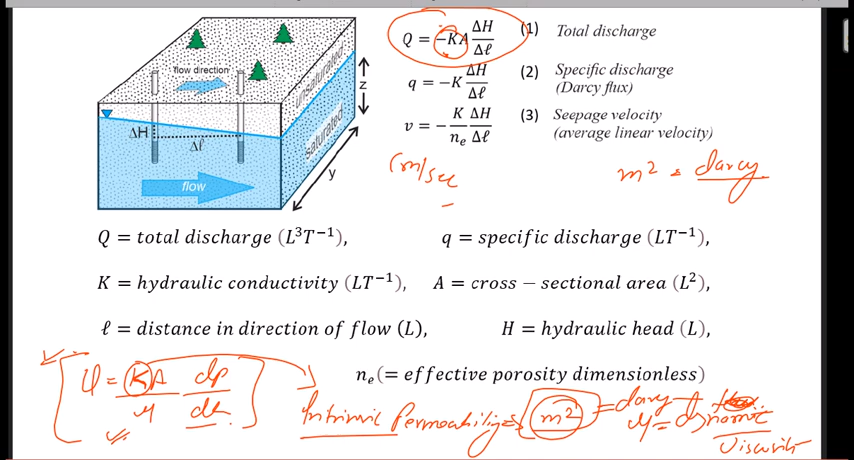 Q = −KA ΔH/Δℓ (1) Total discharge
q = −K ΔH/Δℓ (2) Specific discharge
(Darcy flux)
v = − K/nₑ ΔH/Δℓ (3) Seepage velocity
(average linear velocity)
flow direction
unsaturated
saturated
ΔH
Δℓ
z
y
flow
m/sec
m² = darcy
Q = total discharge (L³T⁻¹), q = specific discharge (LT⁻¹),
K = hydraulic conductivity (LT⁻¹), A = cross − sectional area (L²),
ℓ = distance in direction of flow (L), H = hydraulic head (L),
nₑ(= effective porosity dimensionless)
Q = KA/μ dp/dL
Intrinsic Permeability = m² = darcy
μ = dynamic
Viscosity